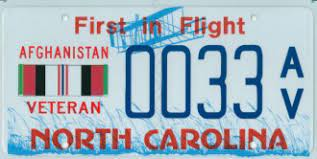 First in Flight
AFGHANISTAN
VETERAN
0033 AV
NORTH CAROLINA